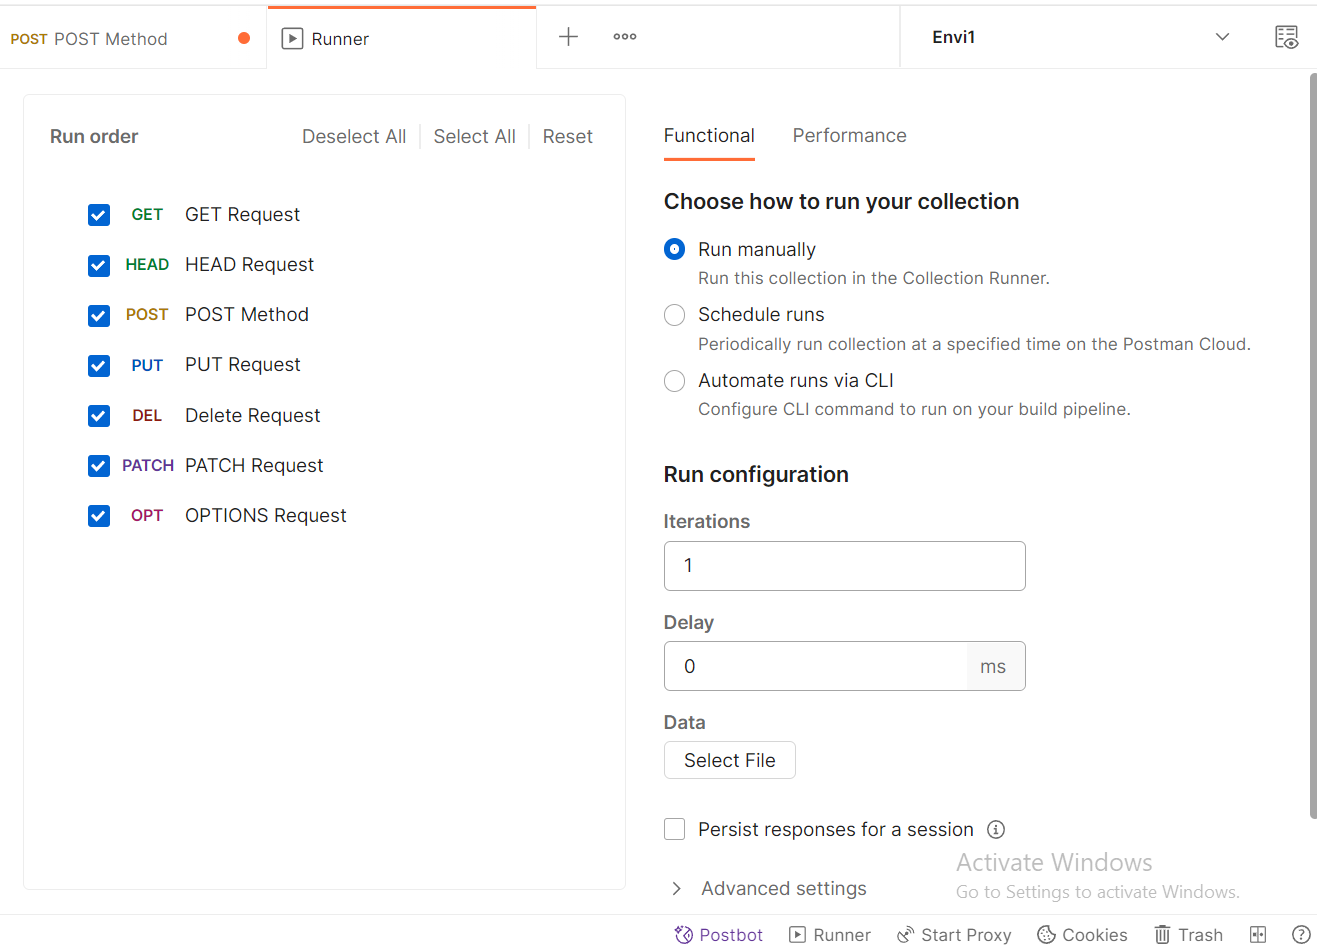 POST POST Method
Runner
Envi1
Run order
Deselect All
Select All
Reset
GET GET Request
HEAD HEAD Request
POST POST Method
PUT PUT Request
DEL Delete Request
PATCH PATCH Request
OPT OPTIONS Request
Functional
Performance
Choose how to run your collection
Run manually
Run this collection in the Collection Runner.
Schedule runs
Periodically run collection at a specified time on the Postman Cloud.
Automate runs via CLI
Configure CLI command to run on your build pipeline.
Run configuration
Iterations
1
Delay
0 ms
Data
Select File
Persist responses for a session
Advanced settings
Activate Windows
Go to Settings to activate Windows.
Postbot
Runner
Start Proxy
Cookies
Trash